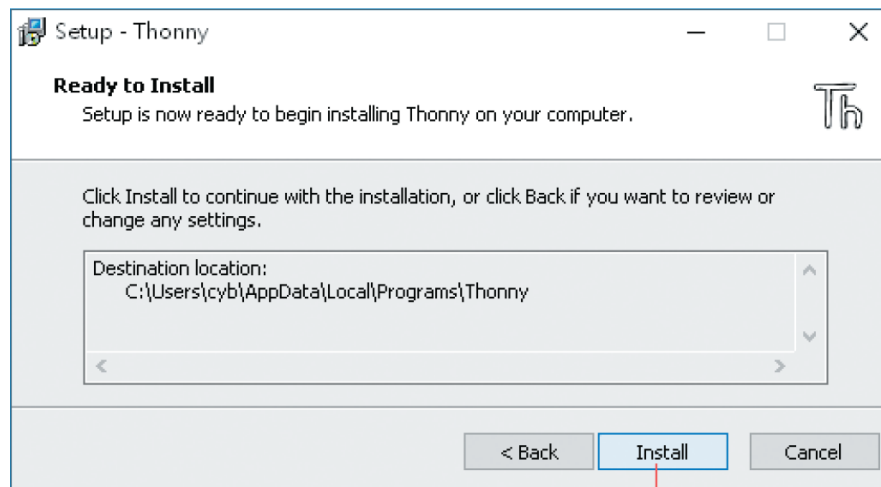 Setup - Thonny
Ready to Install
Setup is now ready to begin installing Thonny on your computer.
Th
Click Install to continue with the installation, or click Back if you want to review or
change any settings.
Destination location:
C:\Users\cyb\AppData\Local\Programs\Thonny
< Back
Install
Cancel